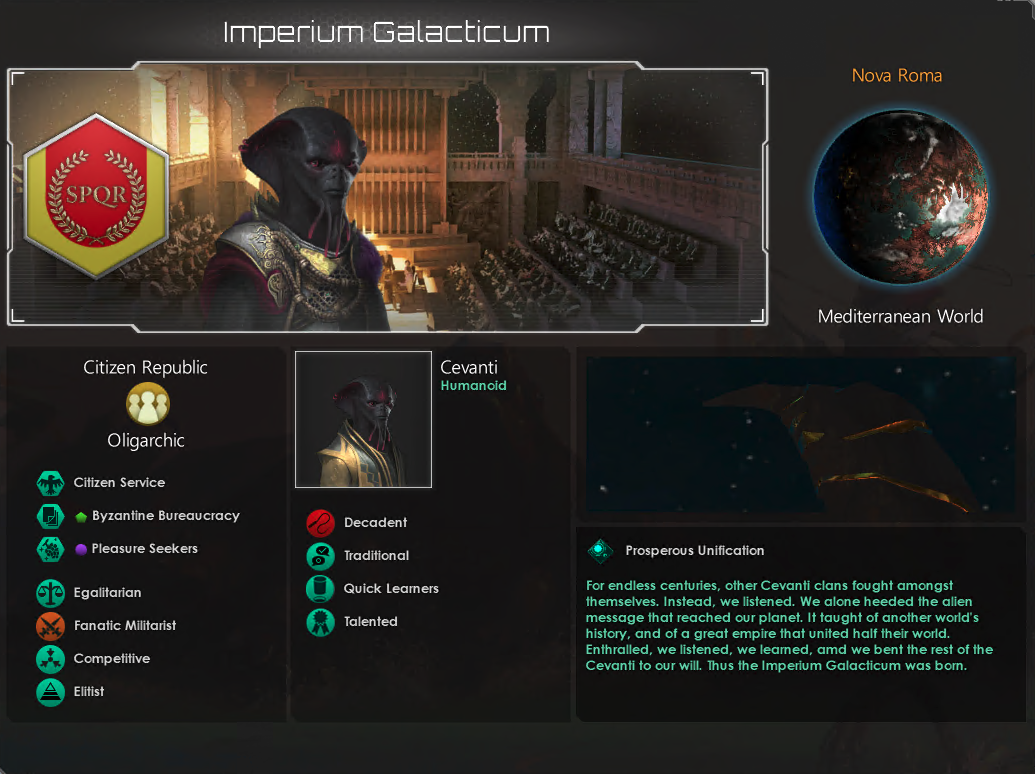 Imperium Galacticum
SPQR
Nova Roma
Mediterranean World
Citizen Republic
Oligarchic
Citizen Service
Byzantine Bureaucracy
Pleasure Seekers
Egalitarian
Fanatic Militarist
Competitive
Elitist
Cevanti
Humanoid
Decadent
Traditional
Quick Learners
Talented
Prosperous Unification
For endless centuries, other Cevanti clans fought amongst
themselves. Instead, we listened. We alone heeded the alien
message that reached our planet. It taught of another world's
history, and of a great empire that united half their world.
Enthralled, we listened, we learned, amd we bent the rest of the
Cevanti to our will. Thus the Imperium Galacticum was born.